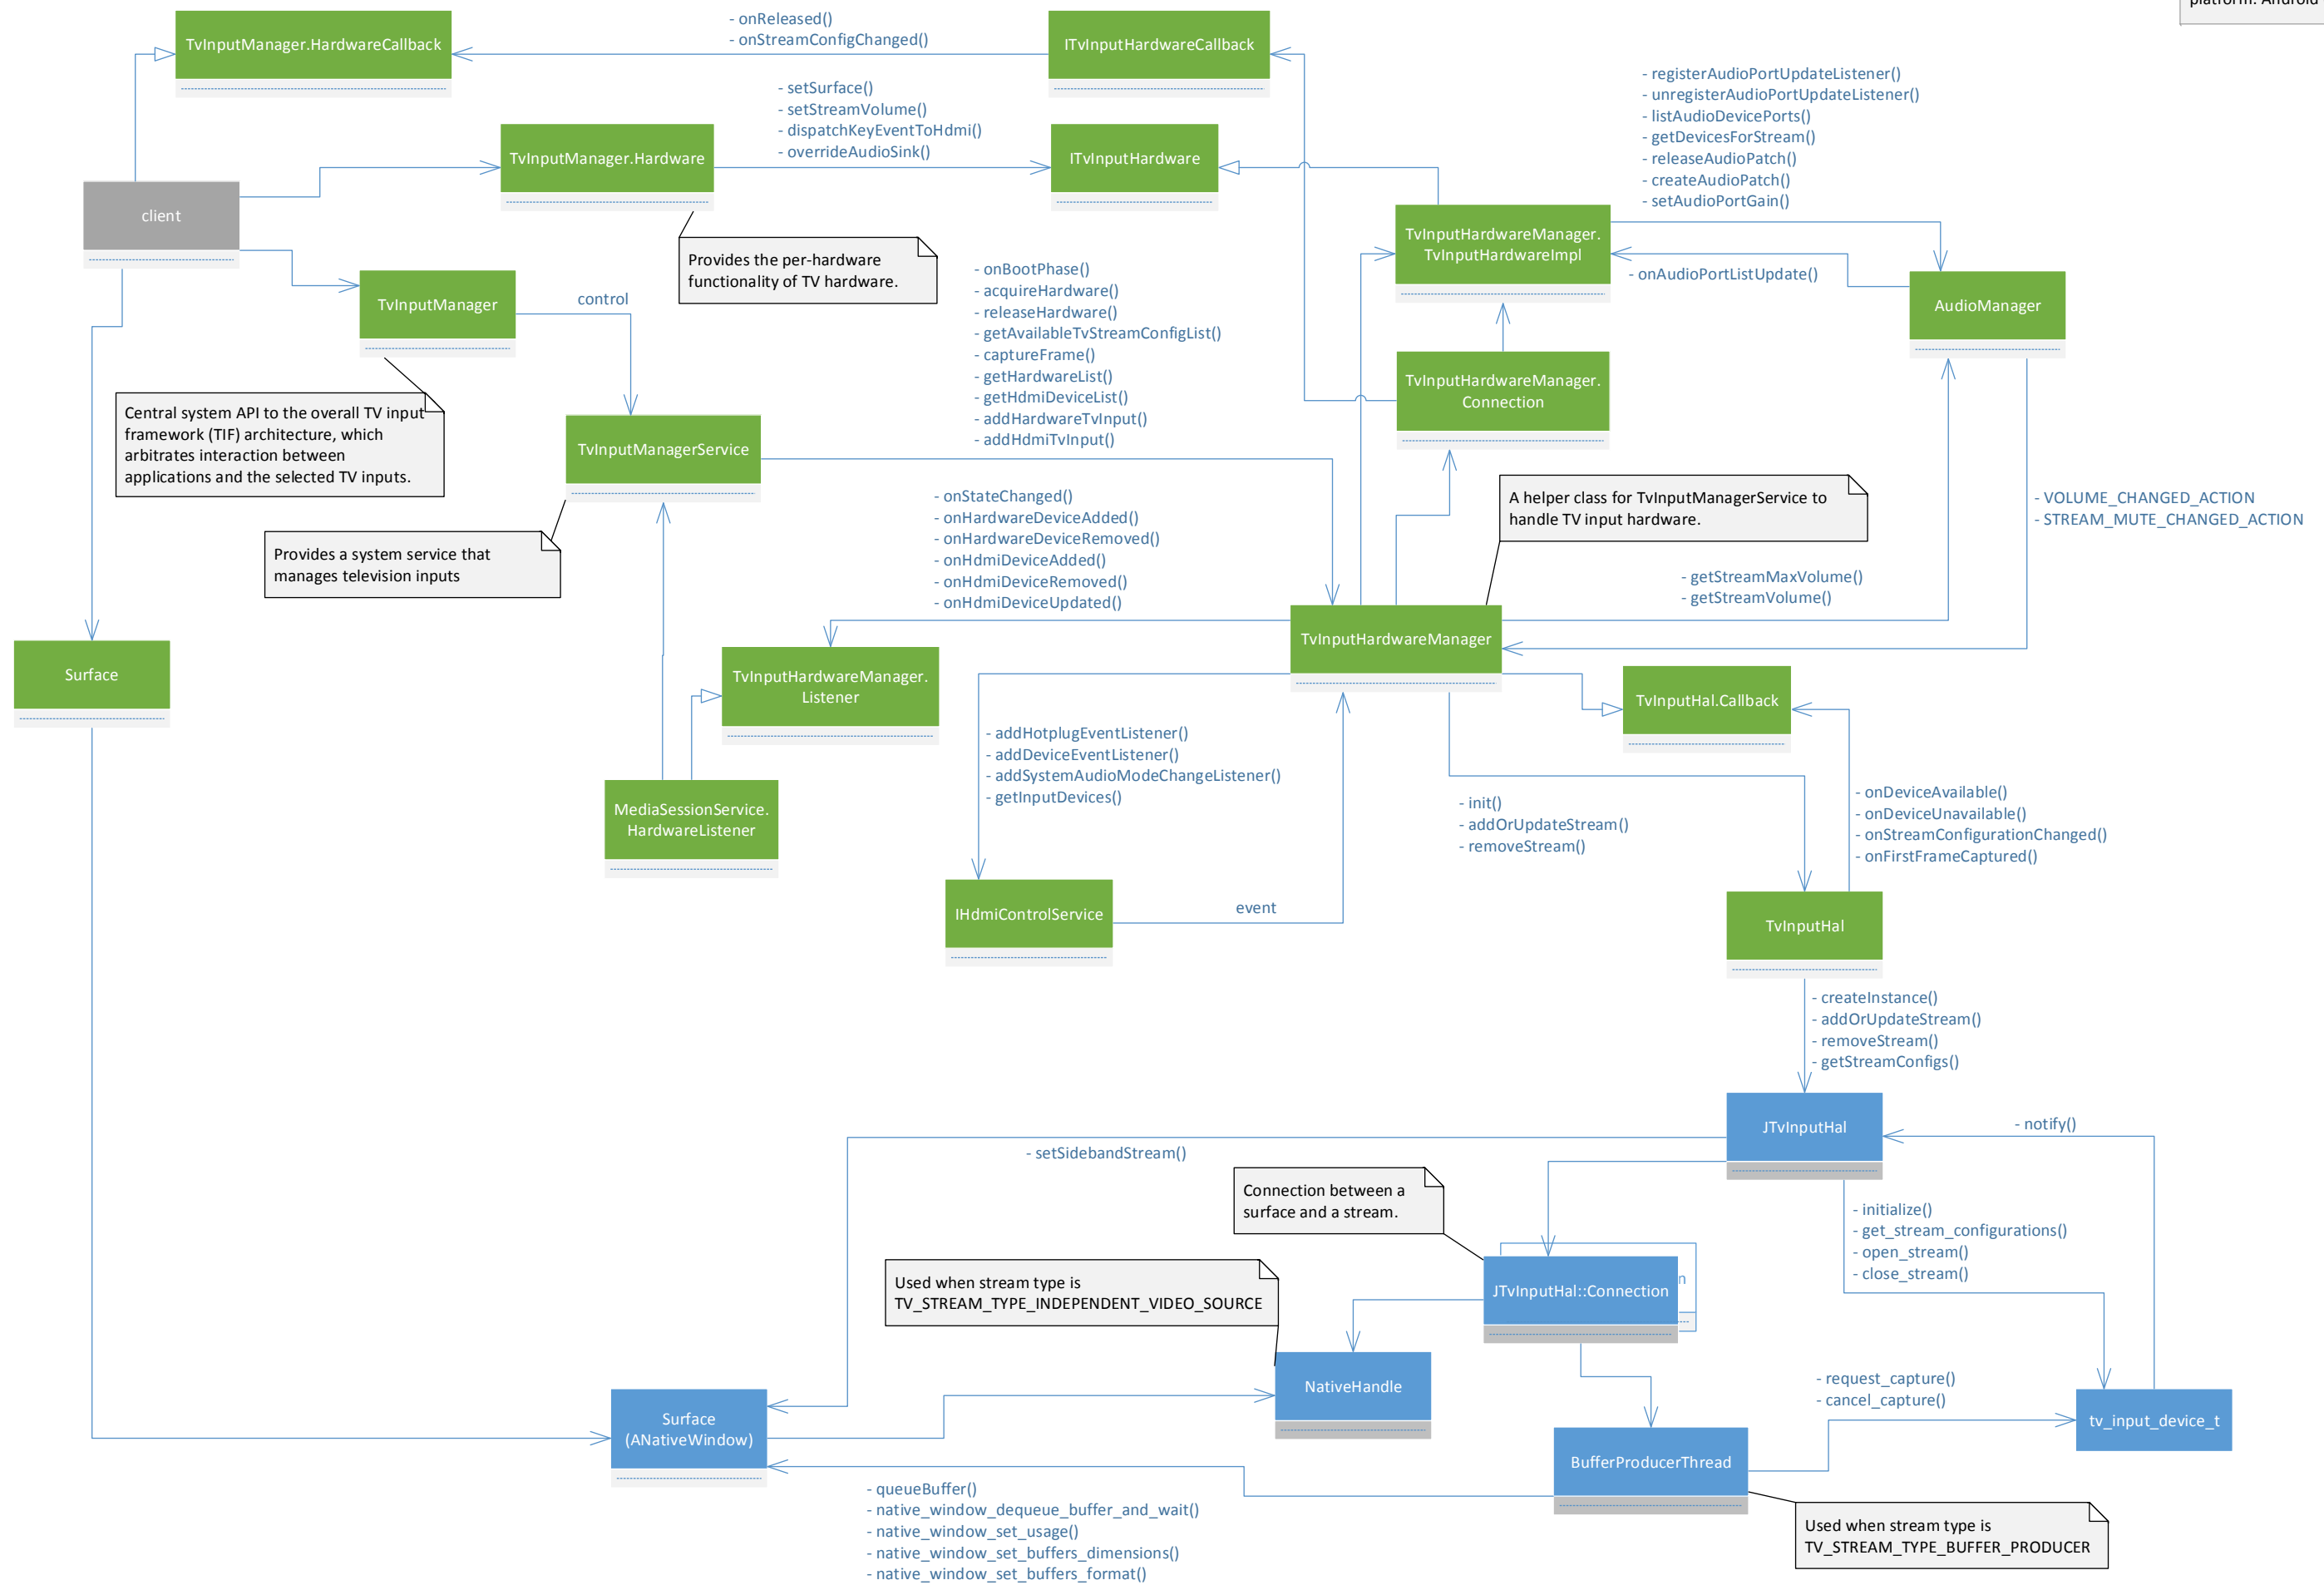 platform: Android
TvInputManager.HardwareCallback
- onReleased()
- onStreamConfigChanged()
ITvInputHardwareCallback
- setSurface()
- setStreamVolume()
- dispatchKeyEventToHdmi()
- overrideAudioSink()
TvInputManager.Hardware
ITvInputHardware
- registerAudioPortUpdateListener()
- unregisterAudioPortUpdateListener()
- listAudioDevicePorts()
- getDevicesForStream()
- releaseAudioPatch()
- createAudioPatch()
- setAudioPortGain()
client
Provides the per-hardware
functionality of TV hardware.
TvInputHardwareManager.
TvInputHardwareImpl
- onAudioPortListUpdate()
AudioManager
TvInputManager
control
- onBootPhase()
- acquireHardware()
- releaseHardware()
- getAvailableTvStreamConfigList()
- captureFrame()
- getHardwareList()
- getHdmiDeviceList()
- addHardwareTvInput()
- addHdmiTvInput()
TvInputHardwareManager.
Connection
Central system API to the overall TV input
framework (TIF) architecture, which
arbitrates interaction between
applications and the selected TV inputs.
TvInputManagerService
Provides a system service that
manages television inputs
- onStateChanged()
- onHardwareDeviceAdded()
- onHardwareDeviceRemoved()
- onHdmiDeviceAdded()
- onHdmiDeviceRemoved()
- onHdmiDeviceUpdated()
A helper class for TvInputManagerService to
handle TV input hardware.
- VOLUME_CHANGED_ACTION
- STREAM_MUTE_CHANGED_ACTION
- getStreamMaxVolume()
- getStreamVolume()
TvInputHardwareManager
Surface
TvInputHardwareManager.
Listener
TvInputHal.Callback
- addHotplugEventListener()
- addDeviceEventListener()
- addSystemAudioModeChangeListener()
- getInputDevices()
MediaSessionService.
HardwareListener
- init()
- addOrUpdateStream()
- removeStream()
- onDeviceAvailable()
- onDeviceUnavailable()
- onStreamConfigurationChanged()
- onFirstFrameCaptured()
IHdmiControlService
event
TvInputHal
- createInstance()
- addOrUpdateStream()
- removeStream()
- getStreamConfigs()
JTvInputHal
- notify()
- setSidebandStream()
Connection between a
surface and a stream.
- initialize()
- get_stream_configurations()
- open_stream()
- close_stream()
Used when stream type is
TV_STREAM_TYPE_INDEPENDENT_VIDEO_SOURCE
JTvInputHal::Connection
n
NativeHandle
- request_capture()
- cancel_capture()
Surface
(ANativeWindow)
tv_input_device_t
BufferProducerThread
- queueBuffer()
- native_window_dequeue_buffer_and_wait()
- native_window_set_usage()
- native_window_set_buffers_dimensions()
- native_window_set_buffers_format()
Used when stream type is
TV_STREAM_TYPE_BUFFER_PRODUCER